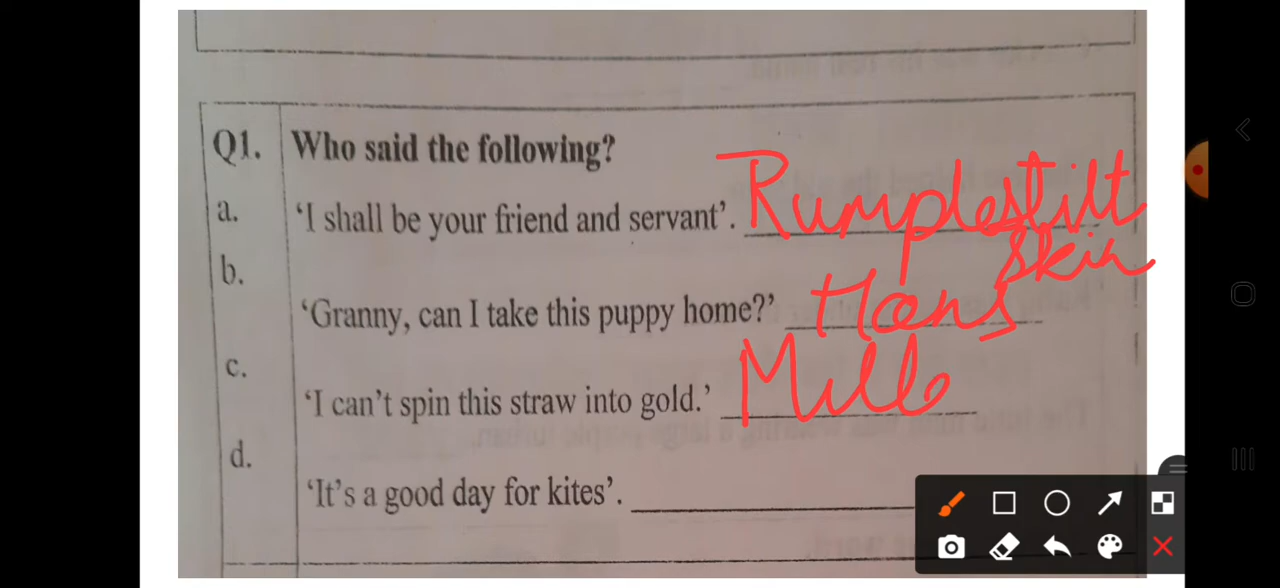 Q1. Who said the following?
a. ‘I shall be your friend and servant’. Rumplestilt
skin
b.
‘Granny, can I take this puppy home?’ Hans
c.
‘I can’t spin this straw into gold.’ Mille
d.
‘It’s a good day for kites’.